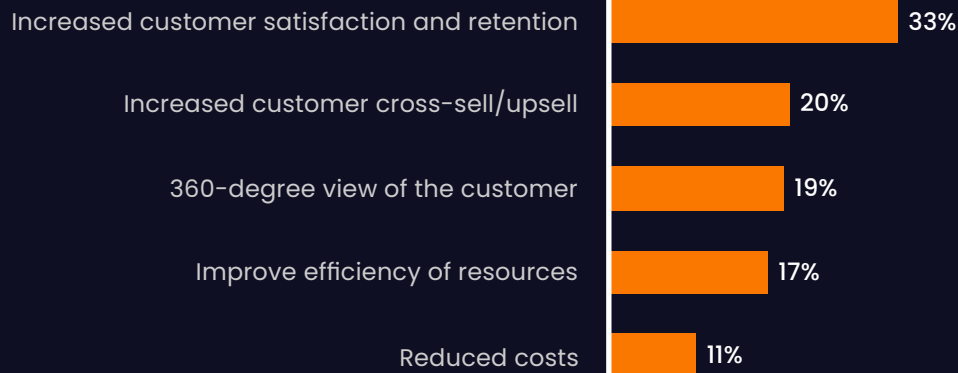 Increased customer satisfaction and retention 33%
Increased customer cross-sell/upsell 20%
360-degree view of the customer 19%
Improve efficiency of resources 17%
Reduced costs 11%